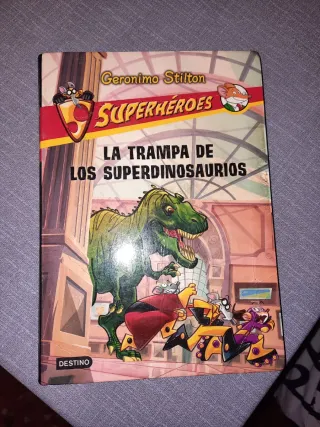 Geronimo Stilton
SUPERHÉROES
LA TRAMPA DE
LOS SUPERDINOSAURIOS
DESTINO